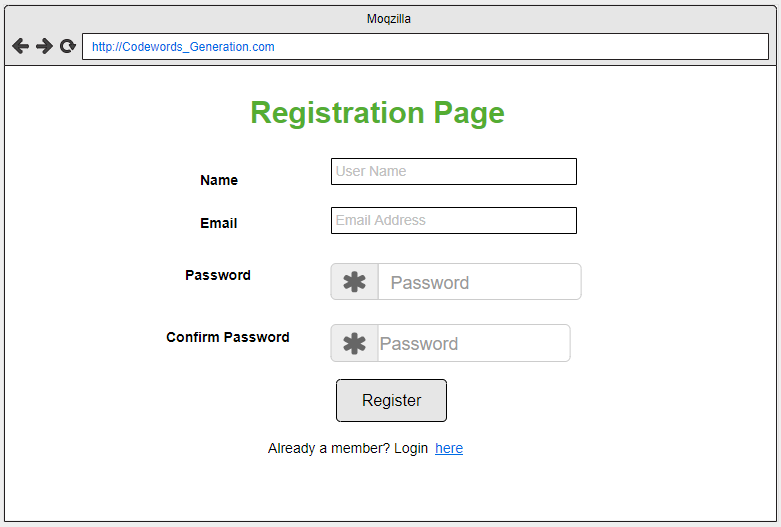 Moqzilla
http://Codewords_Generation.com
Registration Page
Name User Name
Email Email Address
Password Password
Confirm Password Password
Register
Already a member? Login here